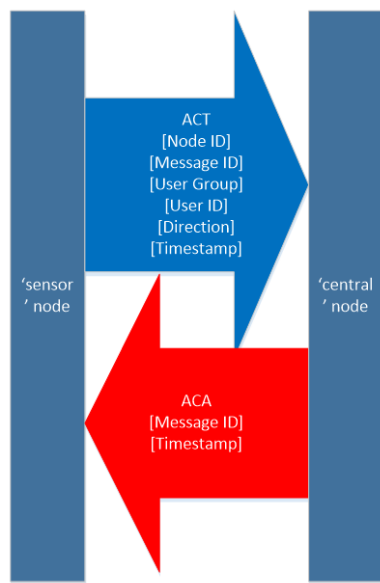 ACT
[Node ID]
[Message ID]
[User Group]
[User ID]
[Direction]
[Timestamp]
‘sensor
’ node
‘central
’ node
ACA
[Message ID]
[Timestamp]